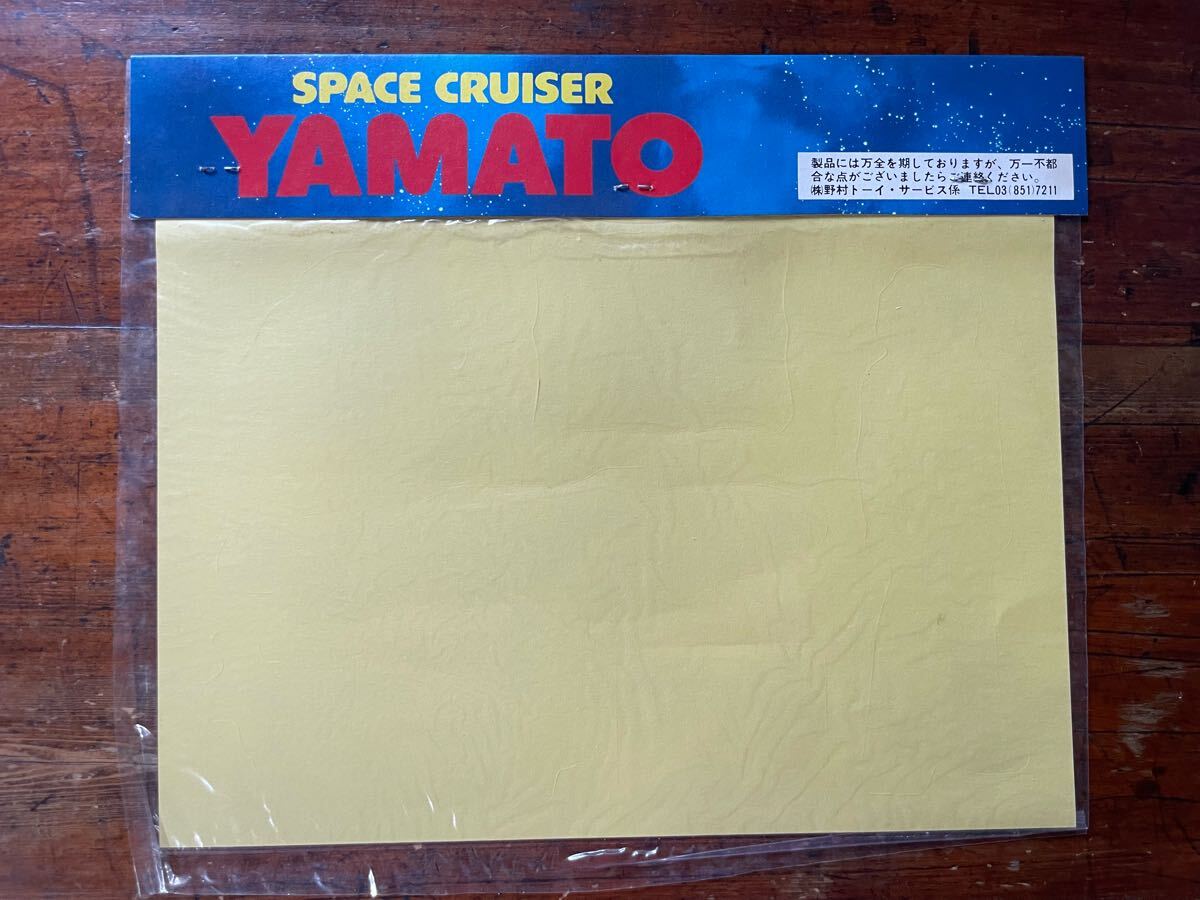 SPACE CRUISER
YAMATO
製品には万全を期しておりますが、万一不都
合な点がございましたらご連絡ください。
㈱野村トーイ・サービス係 TEL03(851)7211